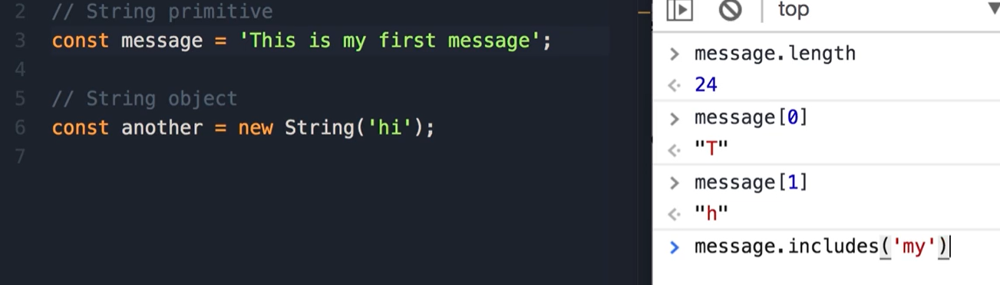 2 // String primitive
3 const message = 'This is my first message';
4
5 // String object
6 const another = new String('hi');
7
top
> message.length
< 24
> message[0]
< "T"
> message[1]
< "h"
> message.includes('my')